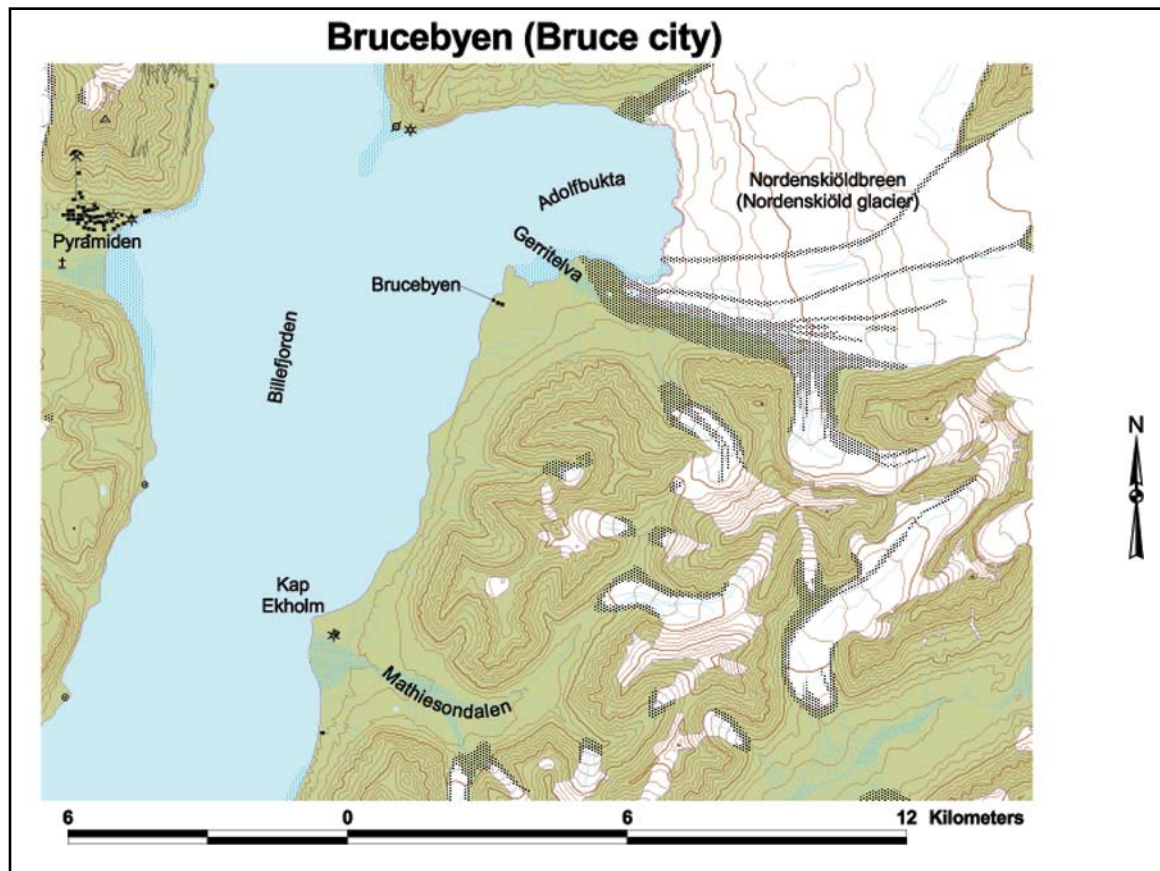 Brucebyen (Bruce city)
Adolfbukta
Nordenskiöldbreen
(Nordenskiöld glacier)
Pyramiden
Gerritelva
Brucebyen
Billefjorden
Kap
Ekholm
Mathiesondalen
N
6 0 6 12 Kilometers